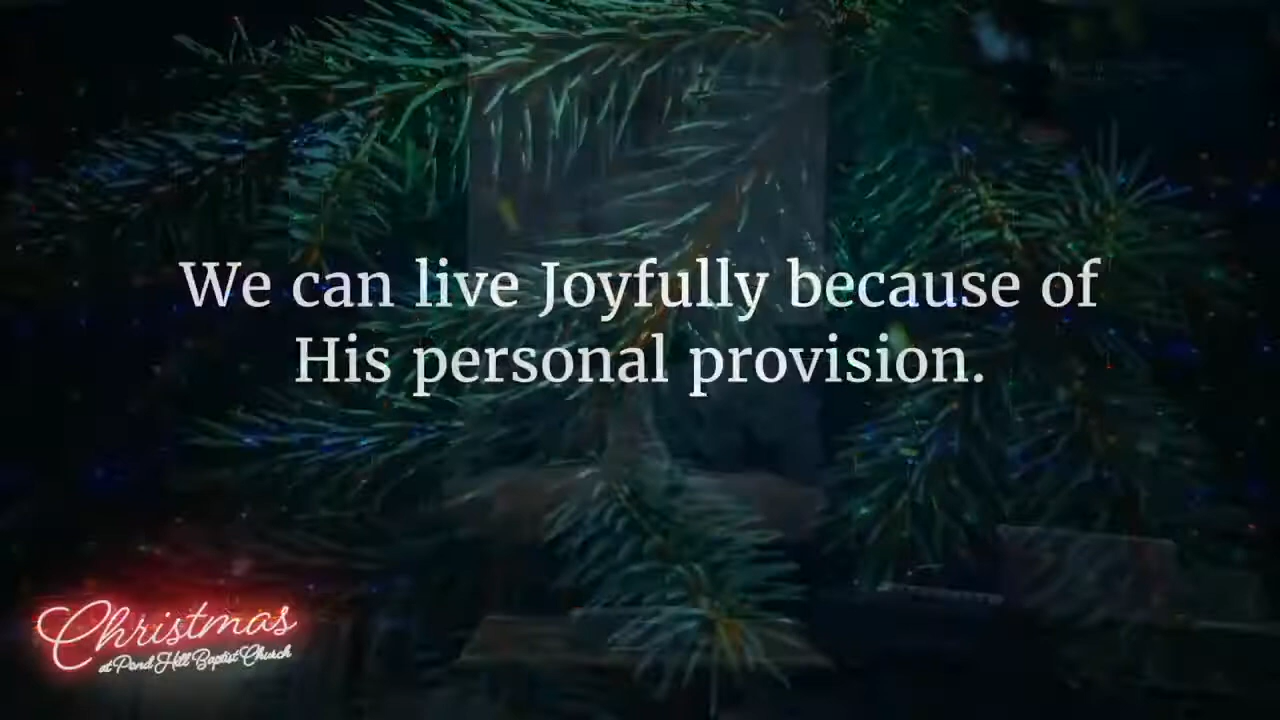 We can live Joyfully because of
His personal provision.
Christmas
at Pond Hill Baptist Church